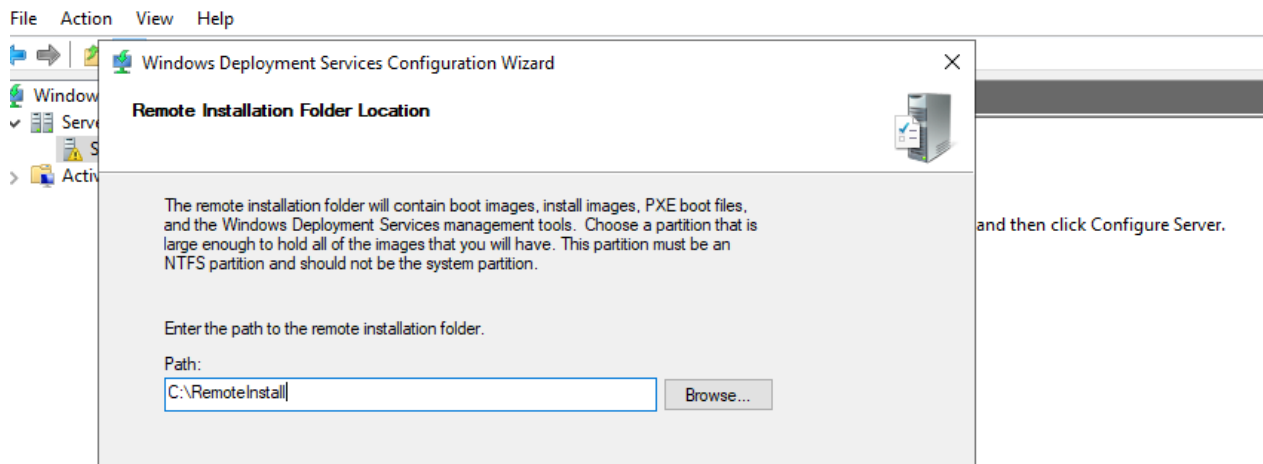 File Action View Help
Windows Deployment Services Configuration Wizard
Window
Remote Installation Folder Location
Serve
S
Activ
The remote installation folder will contain boot images, install images, PXE boot files,
and the Windows Deployment Services management tools. Choose a partition that is
large enough to hold all of the images that you will have. This partition must be an
NTFS partition and should not be the system partition.
and then click Configure Server.
Enter the path to the remote installation folder.
Path:
C:\RemoteInstall
Browse...